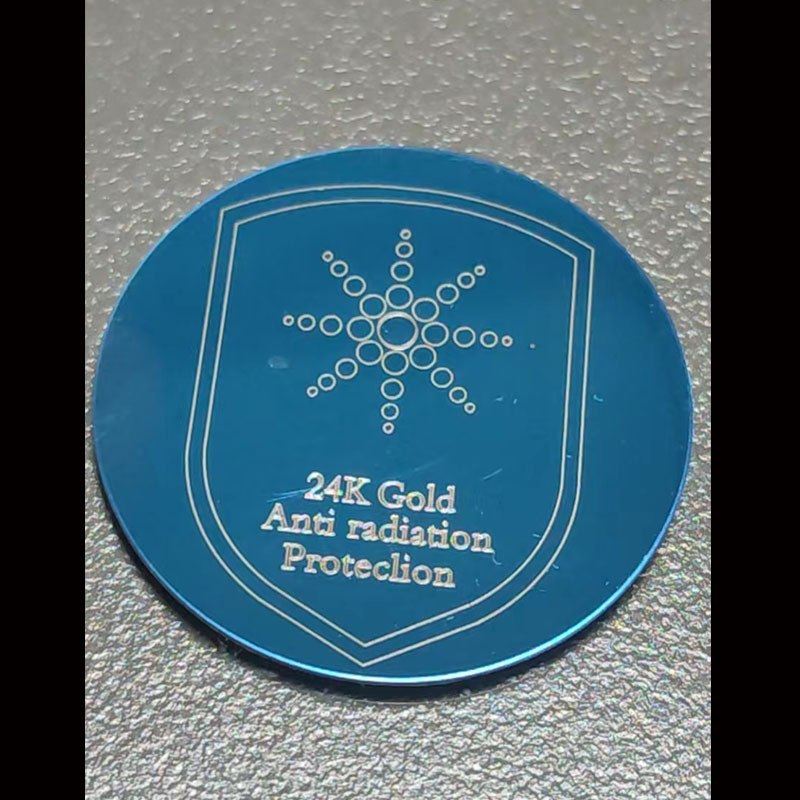 24K Gold
Anti radiation
Proteclion